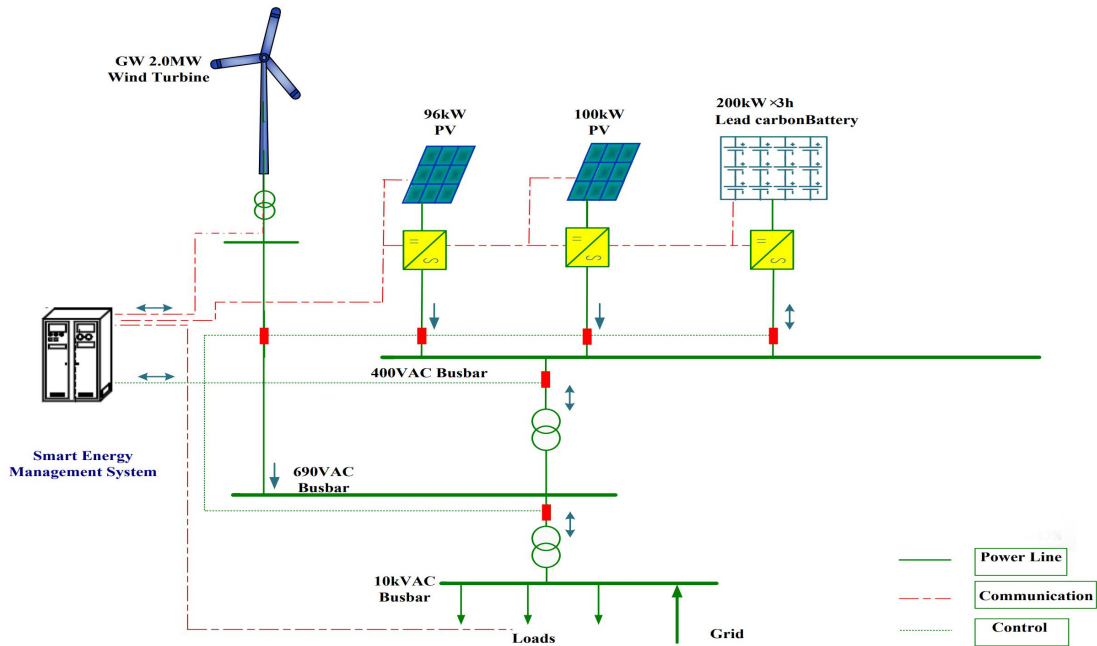 GW 2.0MW
Wind Turbine
96kW
PV
100kW
PV
200kW×3h
Lead carbonBattery
400VAC Busbar
Smart Energy
Management System
690VAC
Busbar
10kVAC
Busbar
Loads
Grid
Power Line
Communication
Control